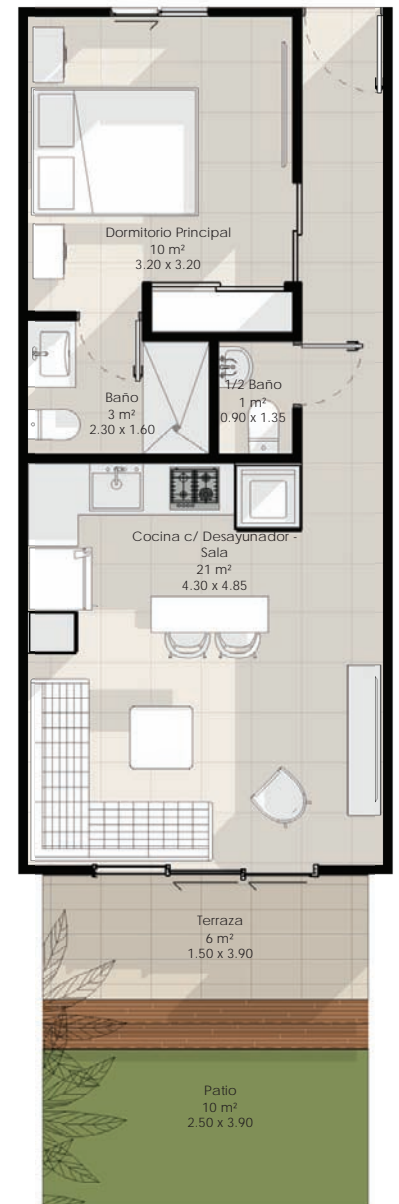 Dormitorio Principal
10 m²
3.20 x 3.20
1/2 Baño
1 m²
0.90 x 1.35
Baño
3 m²
2.30 x 1.60
Cocina c/ Desayunador -
Sala
21 m²
4.30 x 4.85
Terraza
6 m²
1.50 x 3.90
Patio
10 m²
2.50 x 3.90